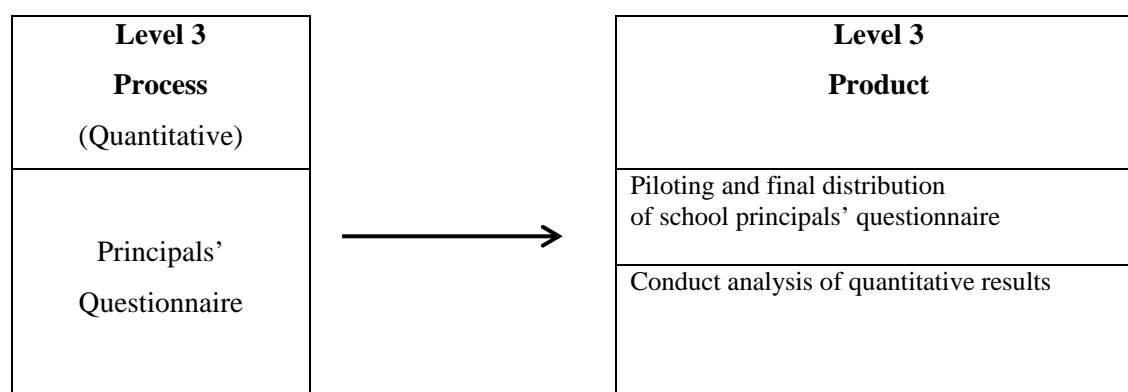 Level 3
Process
(Quantitative)
Principals’
Questionnaire
Level 3
Product
Piloting and final distribution
of school principals’ questionnaire
Conduct analysis of quantitative results